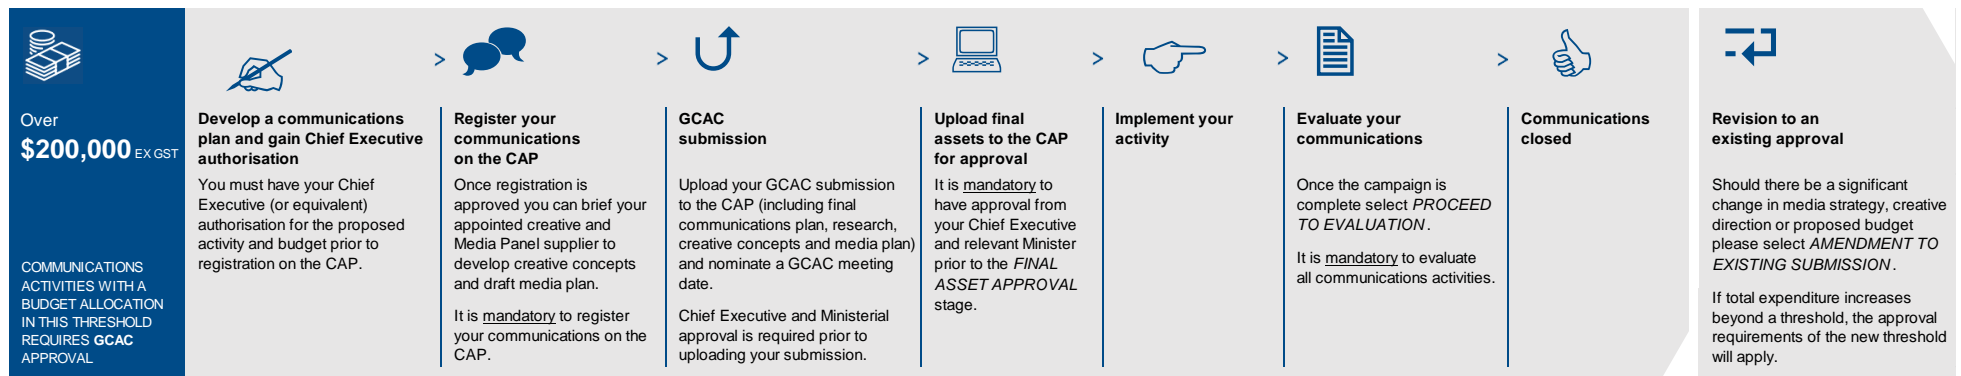 Over
$200,000 EX GST
COMMUNICATIONS
ACTIVITIES WITH A
BUDGET ALLOCATION
IN THIS THRESHOLD
REQUIRES GCAC
APPROVAL
>
>
>
>
>
>
Develop a communications
plan and gain Chief Executive
authorisation
You must have your Chief
Executive (or equivalent)
authorisation for the proposed
activity and budget prior to
registration on the CAP.
Register your
communications
on the CAP
Once registration is
approved you can brief your
appointed creative and
Media Panel supplier to
develop creative concepts
and draft media plan.
It is mandatory to register
your communications on the
CAP.
GCAC
submission
Upload your GCAC submission
to the CAP (including final
communications plan, research,
creative concepts and media plan)
and nominate a GCAC meeting
date.
Chief Executive and Ministerial
approval is required prior to
uploading your submission.
Upload final
assets to the CAP
for approval
It is mandatory to
have approval from
your Chief Executive
and relevant Minister
prior to the FINAL
ASSET APPROVAL
stage.
Implement your
activity
Evaluate your
communications
Once the campaign is
complete select PROCEED
TO EVALUATION.
It is mandatory to evaluate
all communications activities.
Communications
closed
Revision to an
existing approval
Should there be a significant
change in media strategy, creative
direction or proposed budget
please select AMENDMENT TO
EXISTING SUBMISSION.
If total expenditure increases
beyond a threshold, the approval
requirements of the new threshold
will apply.